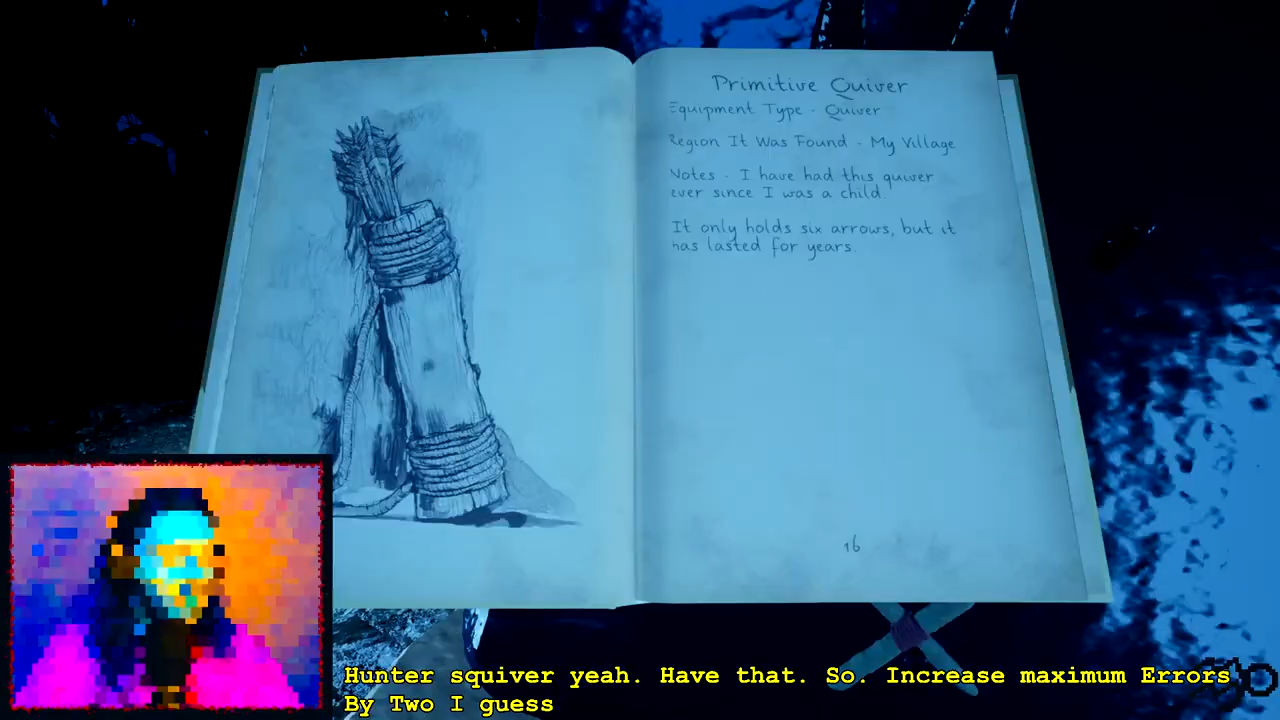 Primitive Quiver
Equipment Type - Quiver
Region It Was Found - My Village
Notes - I have had this quiver
ever since I was a child.
It only holds six arrows, but it
has lasted for years.
16
Hunter squiver yeah. Have that. So. Increase maximum Errors
By Two I guess